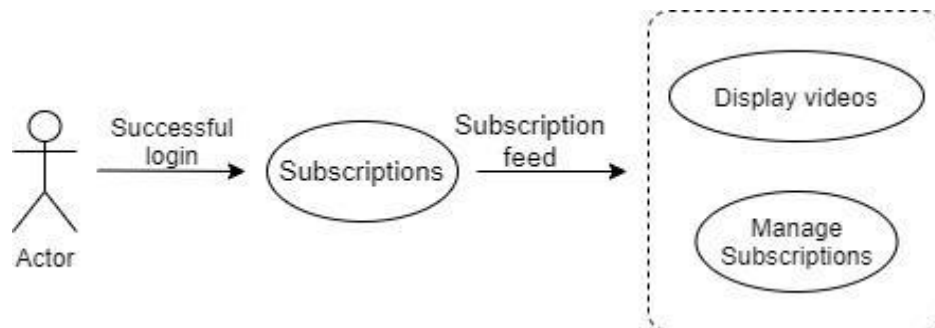 Successful
login
Actor
Subscriptions
Subscription
feed
Display videos
Manage
Subscriptions